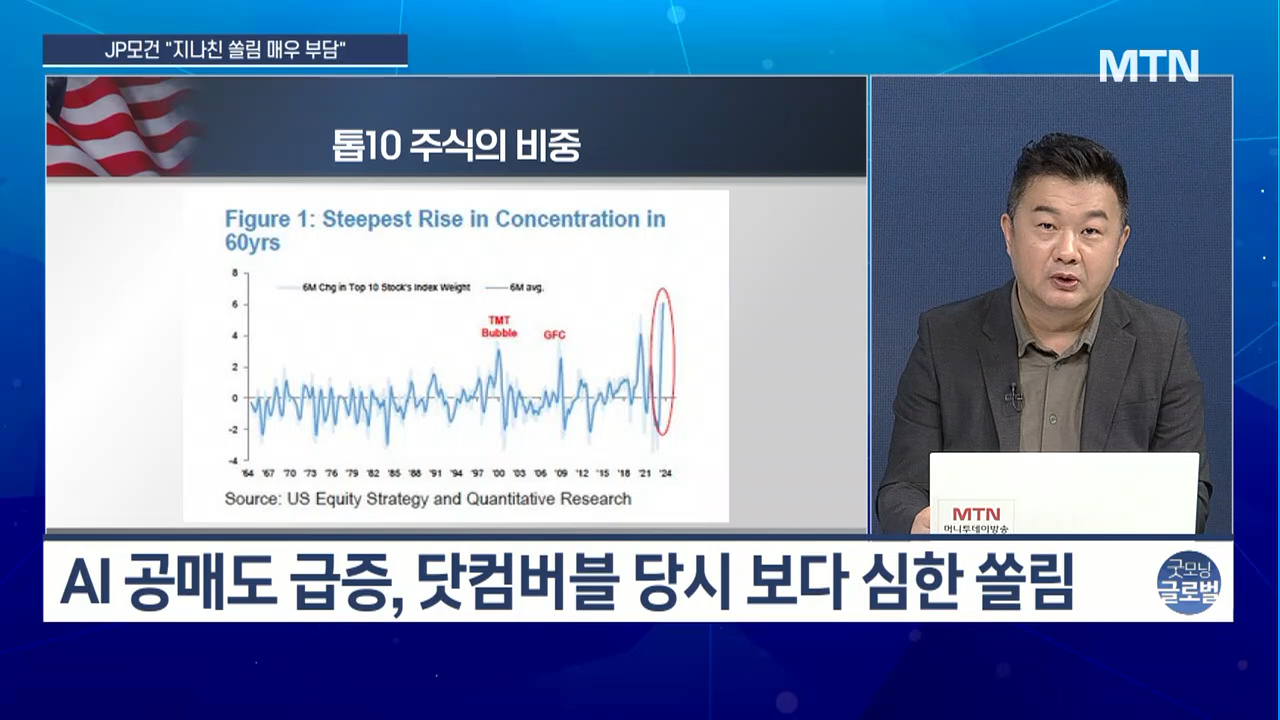 JP모건 "지나친 쏠림 매우 부담"
MTN
톱10 주식의 비중
Figure 1: Steepest Rise in Concentration in
60yrs
6M Chg in Top 10 Stock's Index Weight
6M avg.
TMT
Bubble
GFC
8
6
4
2
0
-2
-4
'64 '67 '70 '73 '76 '79 '82 '85 '88 '91 '94 '97 '00 '03 '06 '09 '12 '15 '18 '21 '24
Source: US Equity Strategy and Quantitative Research
MTN
머니투데이방송
AI 공매도 급증, 닷컴버블 당시 보다 심한 쏠림
굿모닝
글로벌